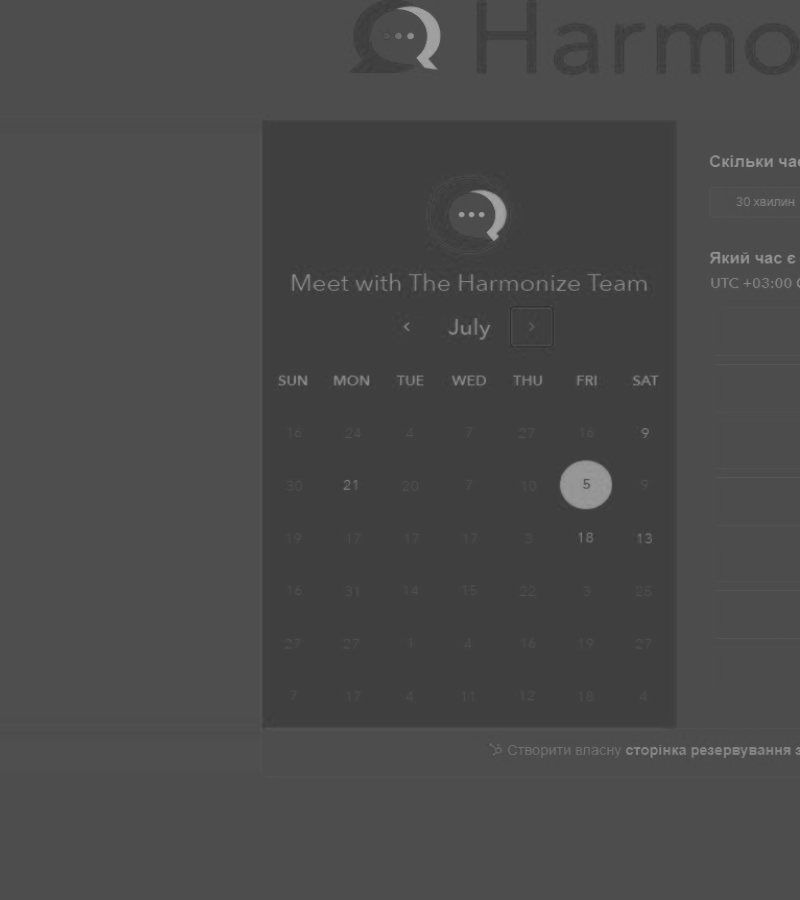 Harmo
Meet with The Harmonize Team
July
SUN MON TUE WED THU FRI SAT
16 24 4 7 27 16 9
30 21 20 7 10 5 9
19 17 17 17 3 18 13
16 31 14 15 22 3 25
27 27 1 4 16 19 27
7 17 4 11 12 18 4
Скільки час
30 хвилин
Який час є
UTC +03:00
Створити власну сторінка резервування з